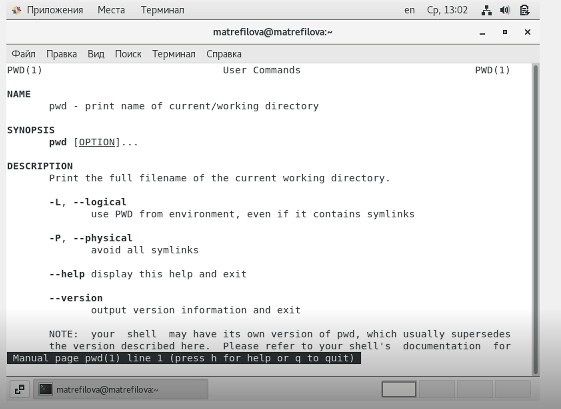 Приложения Места Терминал en Ср, 13:02
matrefilova@matrefilova:~
Файл Правка Вид Поиск Терминал Справка
PWD(1) User Commands PWD(1)
NAME
pwd - print name of current/working directory
SYNOPSIS
pwd [OPTION]...
DESCRIPTION
Print the full filename of the current working directory.
-L, --logical
use PWD from environment, even if it contains symlinks
-P, --physical
avoid all symlinks
--help display this help and exit
--version
output version information and exit
NOTE: your shell may have its own version of pwd, which usually supersedes
the version described here. Please refer to your shell's documentation for
Manual page pwd(1) line 1 (press h for help or q to quit)
matrefilova@matrefilova:~